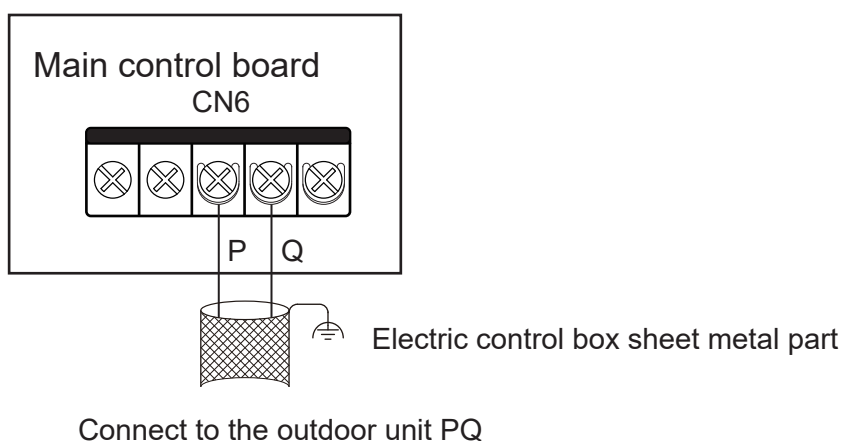 Main control board
CN6
P Q
Electric control box sheet metal part
Connect to the outdoor unit PQ